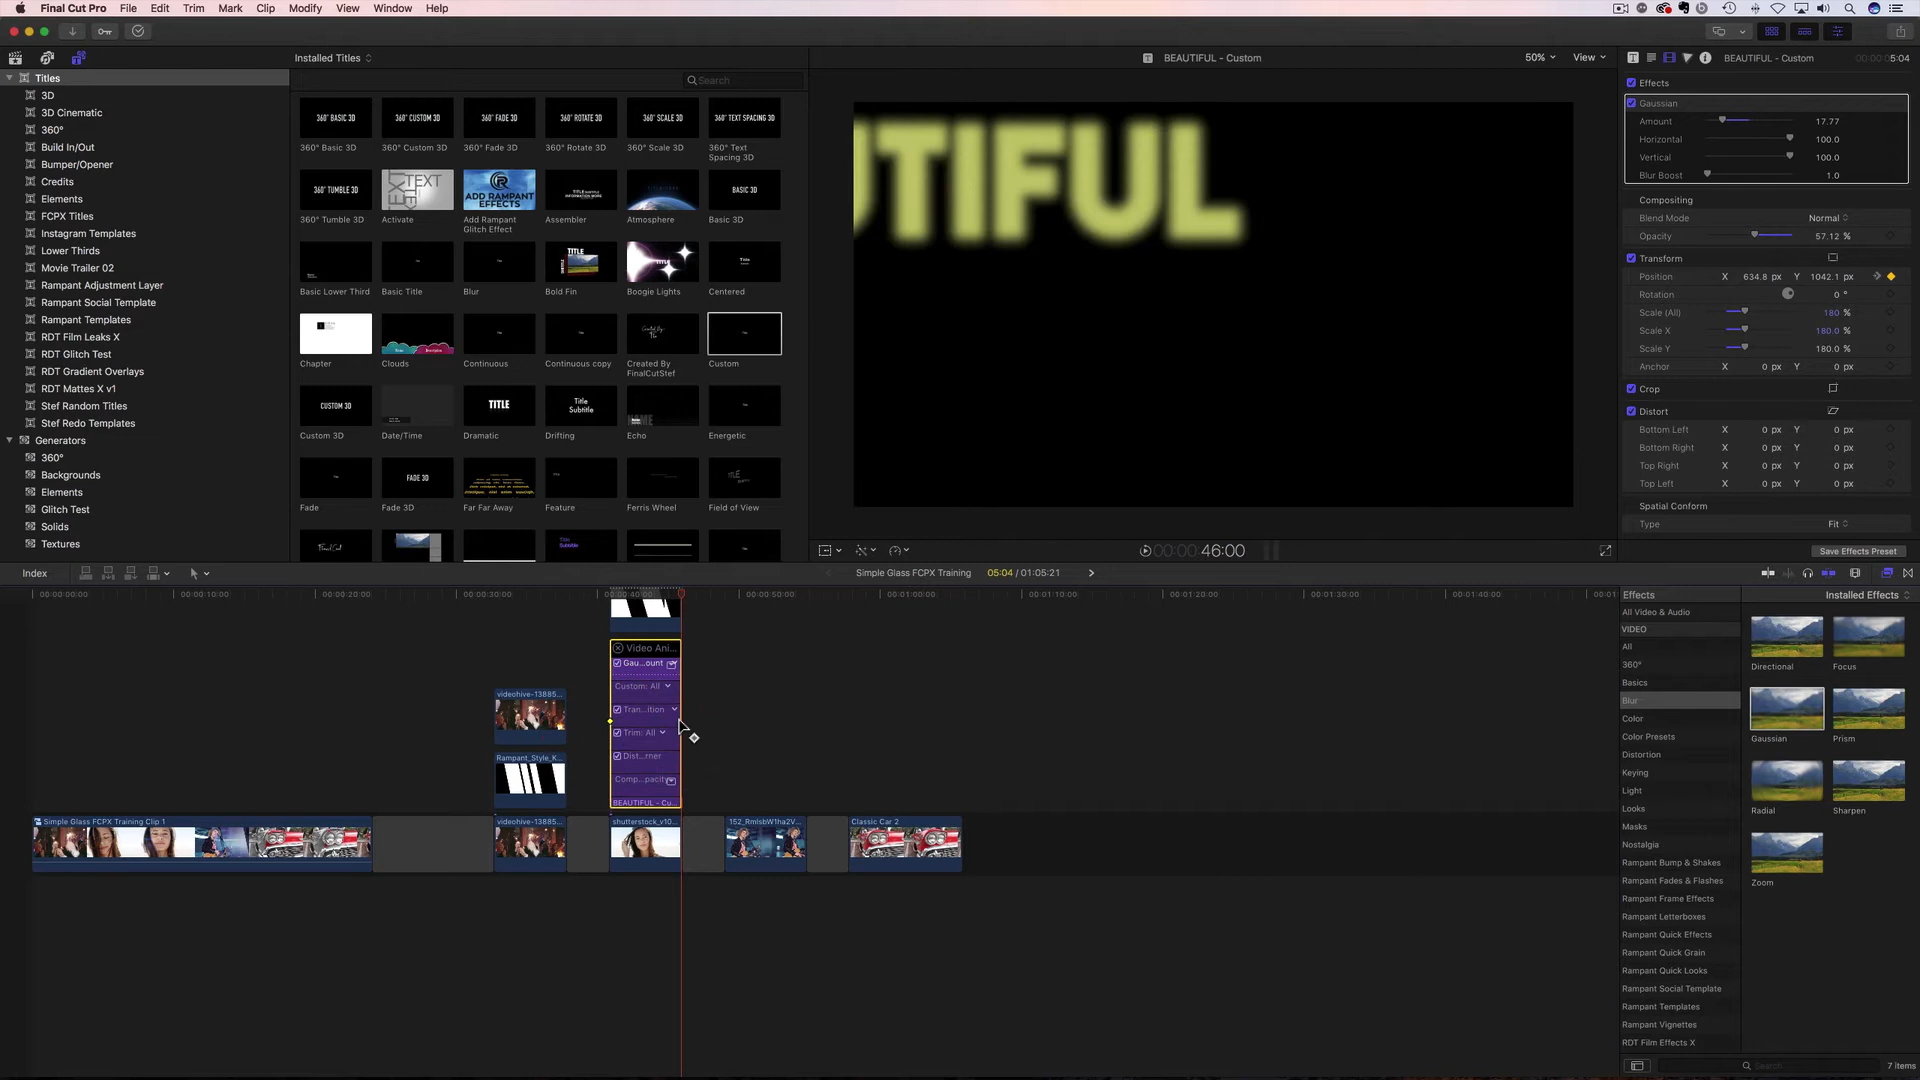 Final Cut Pro File Edit Trim Mark Clip Modify View Window Help
Installed Titles
BEAUTIFUL - Custom
50%
View
BEAUTIFUL - Custom
5:04
Titles
3D
3D Cinematic
360°
Build In/Out
Bumper/Opener
Credits
Elements
FCPX Titles
Instagram Templates
Lower Thirds
Movie Trailer 02
Rampant Adjustment Layer
Rampant Social Template
Rampant Templates
RDT Film Leaks X
RDT Glitch Test
RDT Gradient Overlays
RDT Mattes X v1
Stef Random Titles
Stef Redo Templates
Generators
360°
Backgrounds
Elements
Glitch Test
Solids
Textures
Search
360° BASIC 3D
360° CUSTOM 3D
360° FADE 3D
360° ROTATE 3D
360° SCALE 3D
360° TEXT SPACING 3D
360° Basic 3D
360° Custom 3D
360° Fade 3D
360° Rotate 3D
360° Scale 3D
360° Text
Spacing 3D
360° TUMBLE 3D
ADD RAMPANT
EFFECTS
BASIC 3D
360° Tumble 3D
Activate
Add Rampant
Glitch Effect
Assembler
Atmosphere
Basic 3D
TITLE
Basic Lower Third
Basic Title
Blur
Bold Fin
Boogie Lights
Centered
Chapter
Clouds
Continuous
Continuous copy
Created By
FinalCutStef
Custom
CUSTOM 3D
TITLE
Title
Subtitle
Custom 3D
Date/Time
Dramatic
Drifting
Echo
Energetic
FADE 3D
Fade
Fade 3D
Far Far Away
Feature
Ferris Wheel
Field of View
UTIFUL
00:00:00:46:00
Effects
Gaussian
Amount 17.77
Horizontal 100.0
Vertical 100.0
Blur Boost 1.0
Compositing
Blend Mode Normal
Opacity 57.12 %
Transform
Position X 634.8 px Y 1042.1 px
Rotation 0 °
Scale (All) 180 %
Scale X 180.0 %
Scale Y 180.0 %
Anchor X 0 px Y 0 px
Crop
Distort
Bottom Left X 0 px Y 0 px
Bottom Right X 0 px Y 0 px
Top Right X 0 px Y 0 px
Top Left X 0 px Y 0 px
Spatial Conform
Type Fit
Save Effects Preset
Index
Simple Glass FCPX Training
05:04 / 01:05:21
00:00:00:00
00:00:10:00
00:00:20:00
00:00:30:00
00:00:40:00
00:00:50:00
00:01:00:00
00:01:10:00
00:01:20:00
00:01:30:00
00:01:40:00
Video Ani...
Gau...ount
Custom: All
Tran...ition
Trim: All
Dist...rner
Comp...pacity
BEAUTIFUL - Cu...
videohive-13885...
Rampant_Style_K...
Simple Glass FCPX Training Clip 1
videohive-13885...
shutterstock_v10...
152_RmlsbW1ha2V...
Classic Car 2
Effects
Installed Effects
All Video & Audio
VIDEO
All
360°
Basics
Blur
Color
Color Presets
Distortion
Keying
Light
Looks
Masks
Nostalgia
Rampant Bump & Shakes
Rampant Fades & Flashes
Rampant Frame Effects
Rampant Letterboxes
Rampant Quick Effects
Rampant Quick Grain
Rampant Quick Looks
Rampant Social Template
Rampant Templates
Rampant Vignettes
RDT Film Effects X
Directional
Focus
Gaussian
Prism
Radial
Sharpen
Zoom
Search
7 items